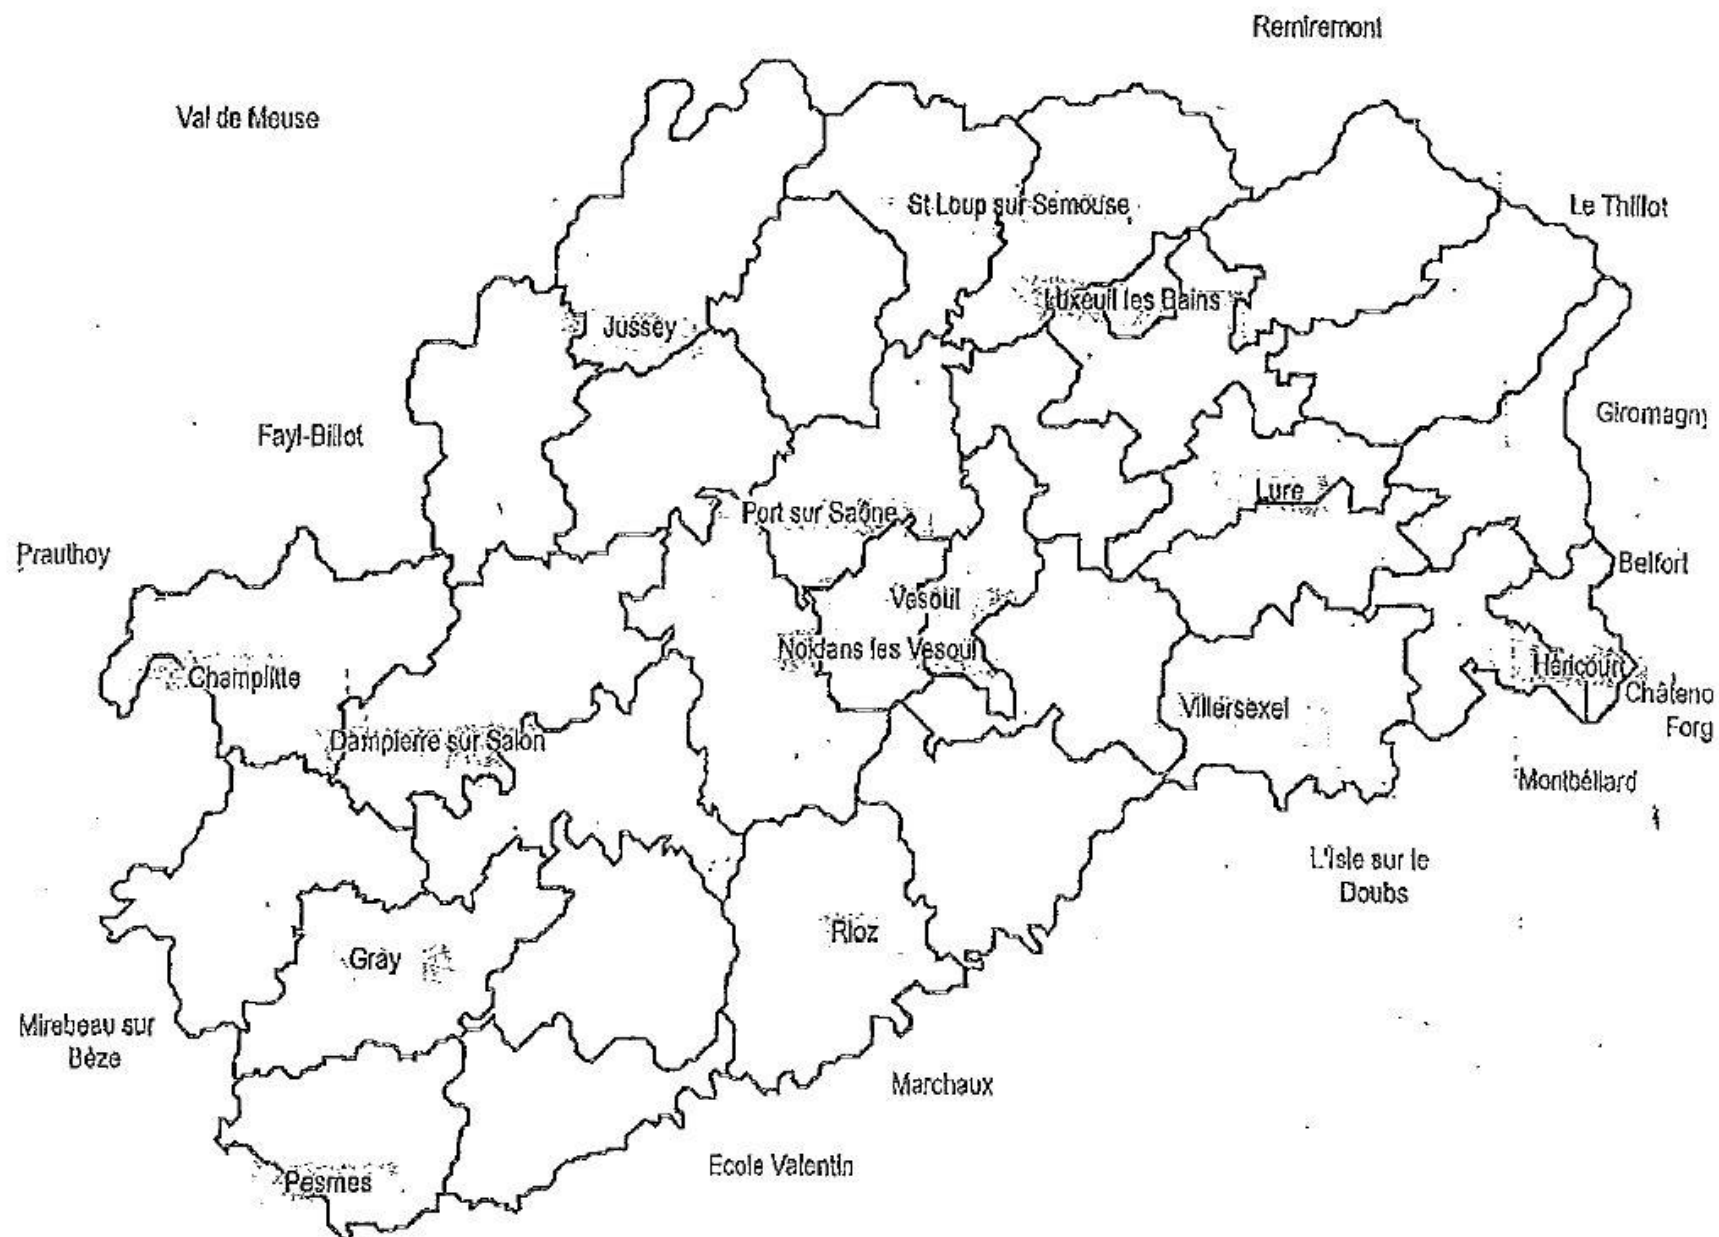 Remiremont
Val de Meuse
St Loup sur Semouse
Le Thillot
Luxeuil les Bains
Jussey
Giromagny
Fayl-Billot
Lure
Port sur Saône
Prauthoy
Belfort
Vesoul
Noidans les Vesoul
Héricourt
Champlitte
Châteno
Forg
Villersexel
Dampierre sur Salon
Montbéliard
L'Isle sur le
Doubs
Rioz
Gray
Mirebeau sur
Bèze
Marchaux
Ecole Valentin
Pesmes